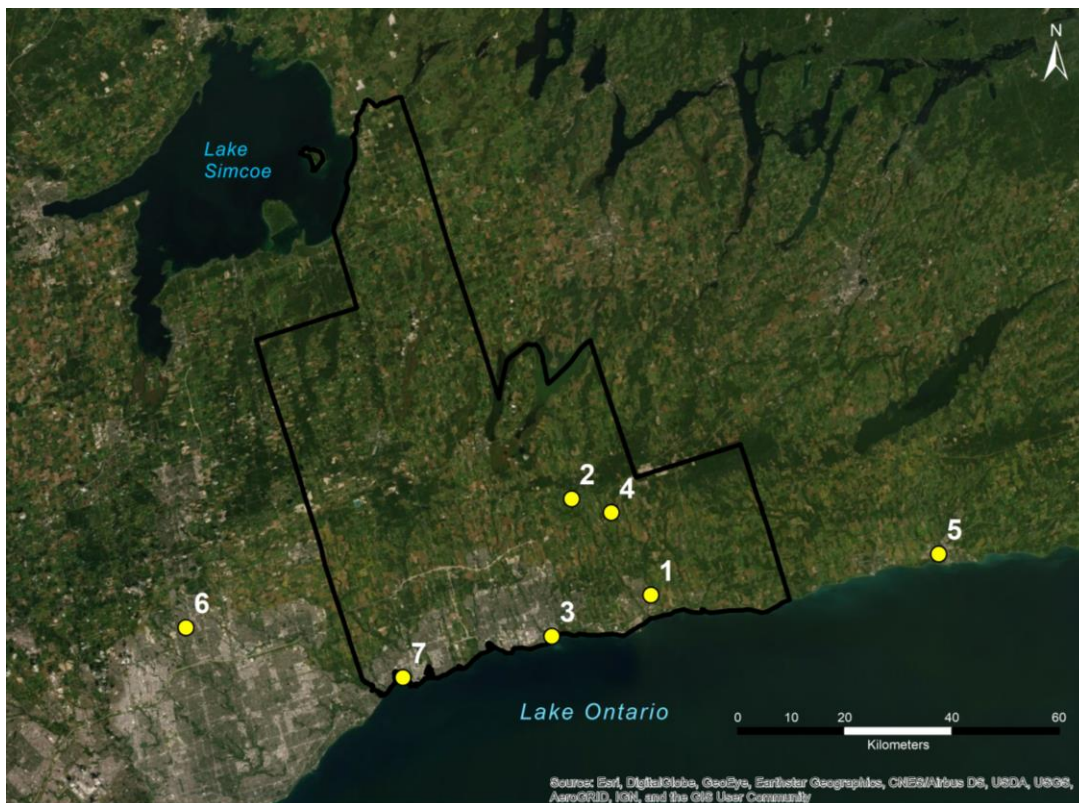 N
Lake
Simcoe
2
4
5
1
6
3
7
Lake Ontario
0 10 20 40 60
Kilometers
Source: Esri, DigitalGlobe, GeoEye, Earthstar Geographics, CNES/Airbus DS, USDA, USGS,
AeroGRID, IGN, and the GIS User Community